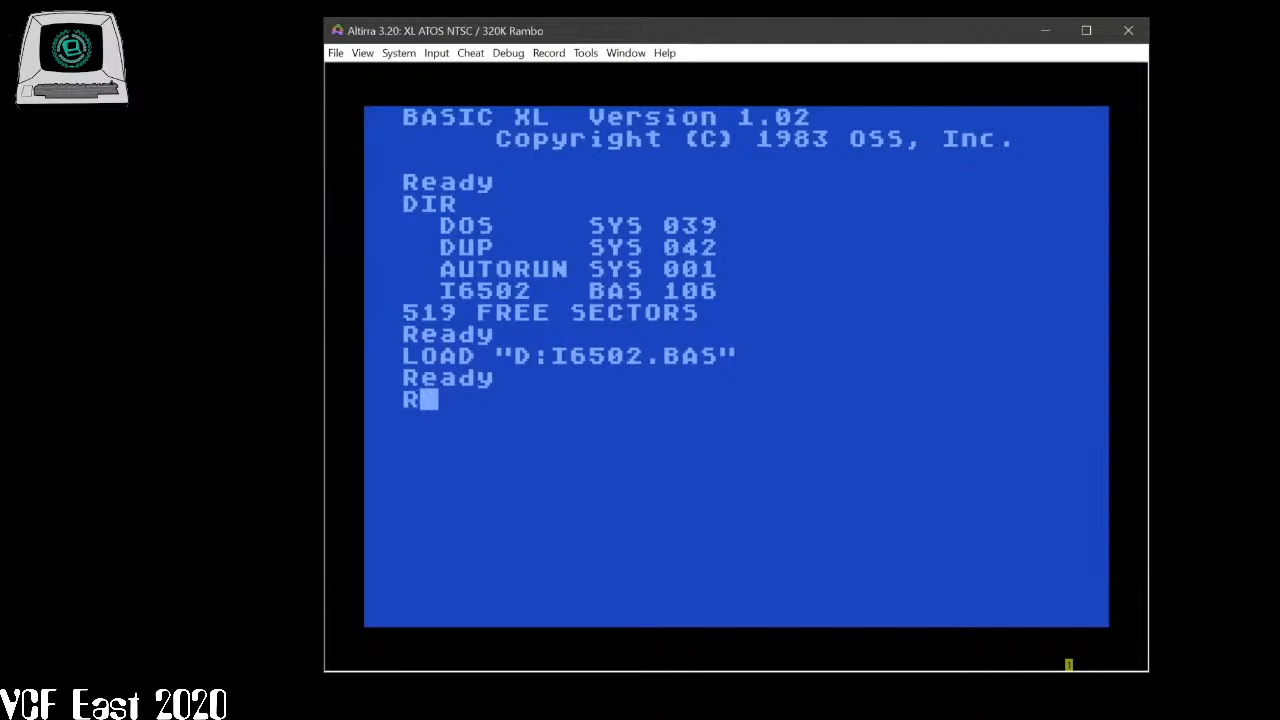 Altirra 3.20: XL ATOS NTSC / 320K Rambo
File View System Input Cheat Debug Record Tools Window Help
BASIC XL Version 1.02
Copyright (C) 1983 OSS, Inc.
Ready
DIR
DOS SYS 039
DUP SYS 042
AUTORUN SYS 001
I6502 BAS 106
519 FREE SECTORS
Ready
LOAD "D:I6502.BAS"
Ready
R
1
VCF East 2020